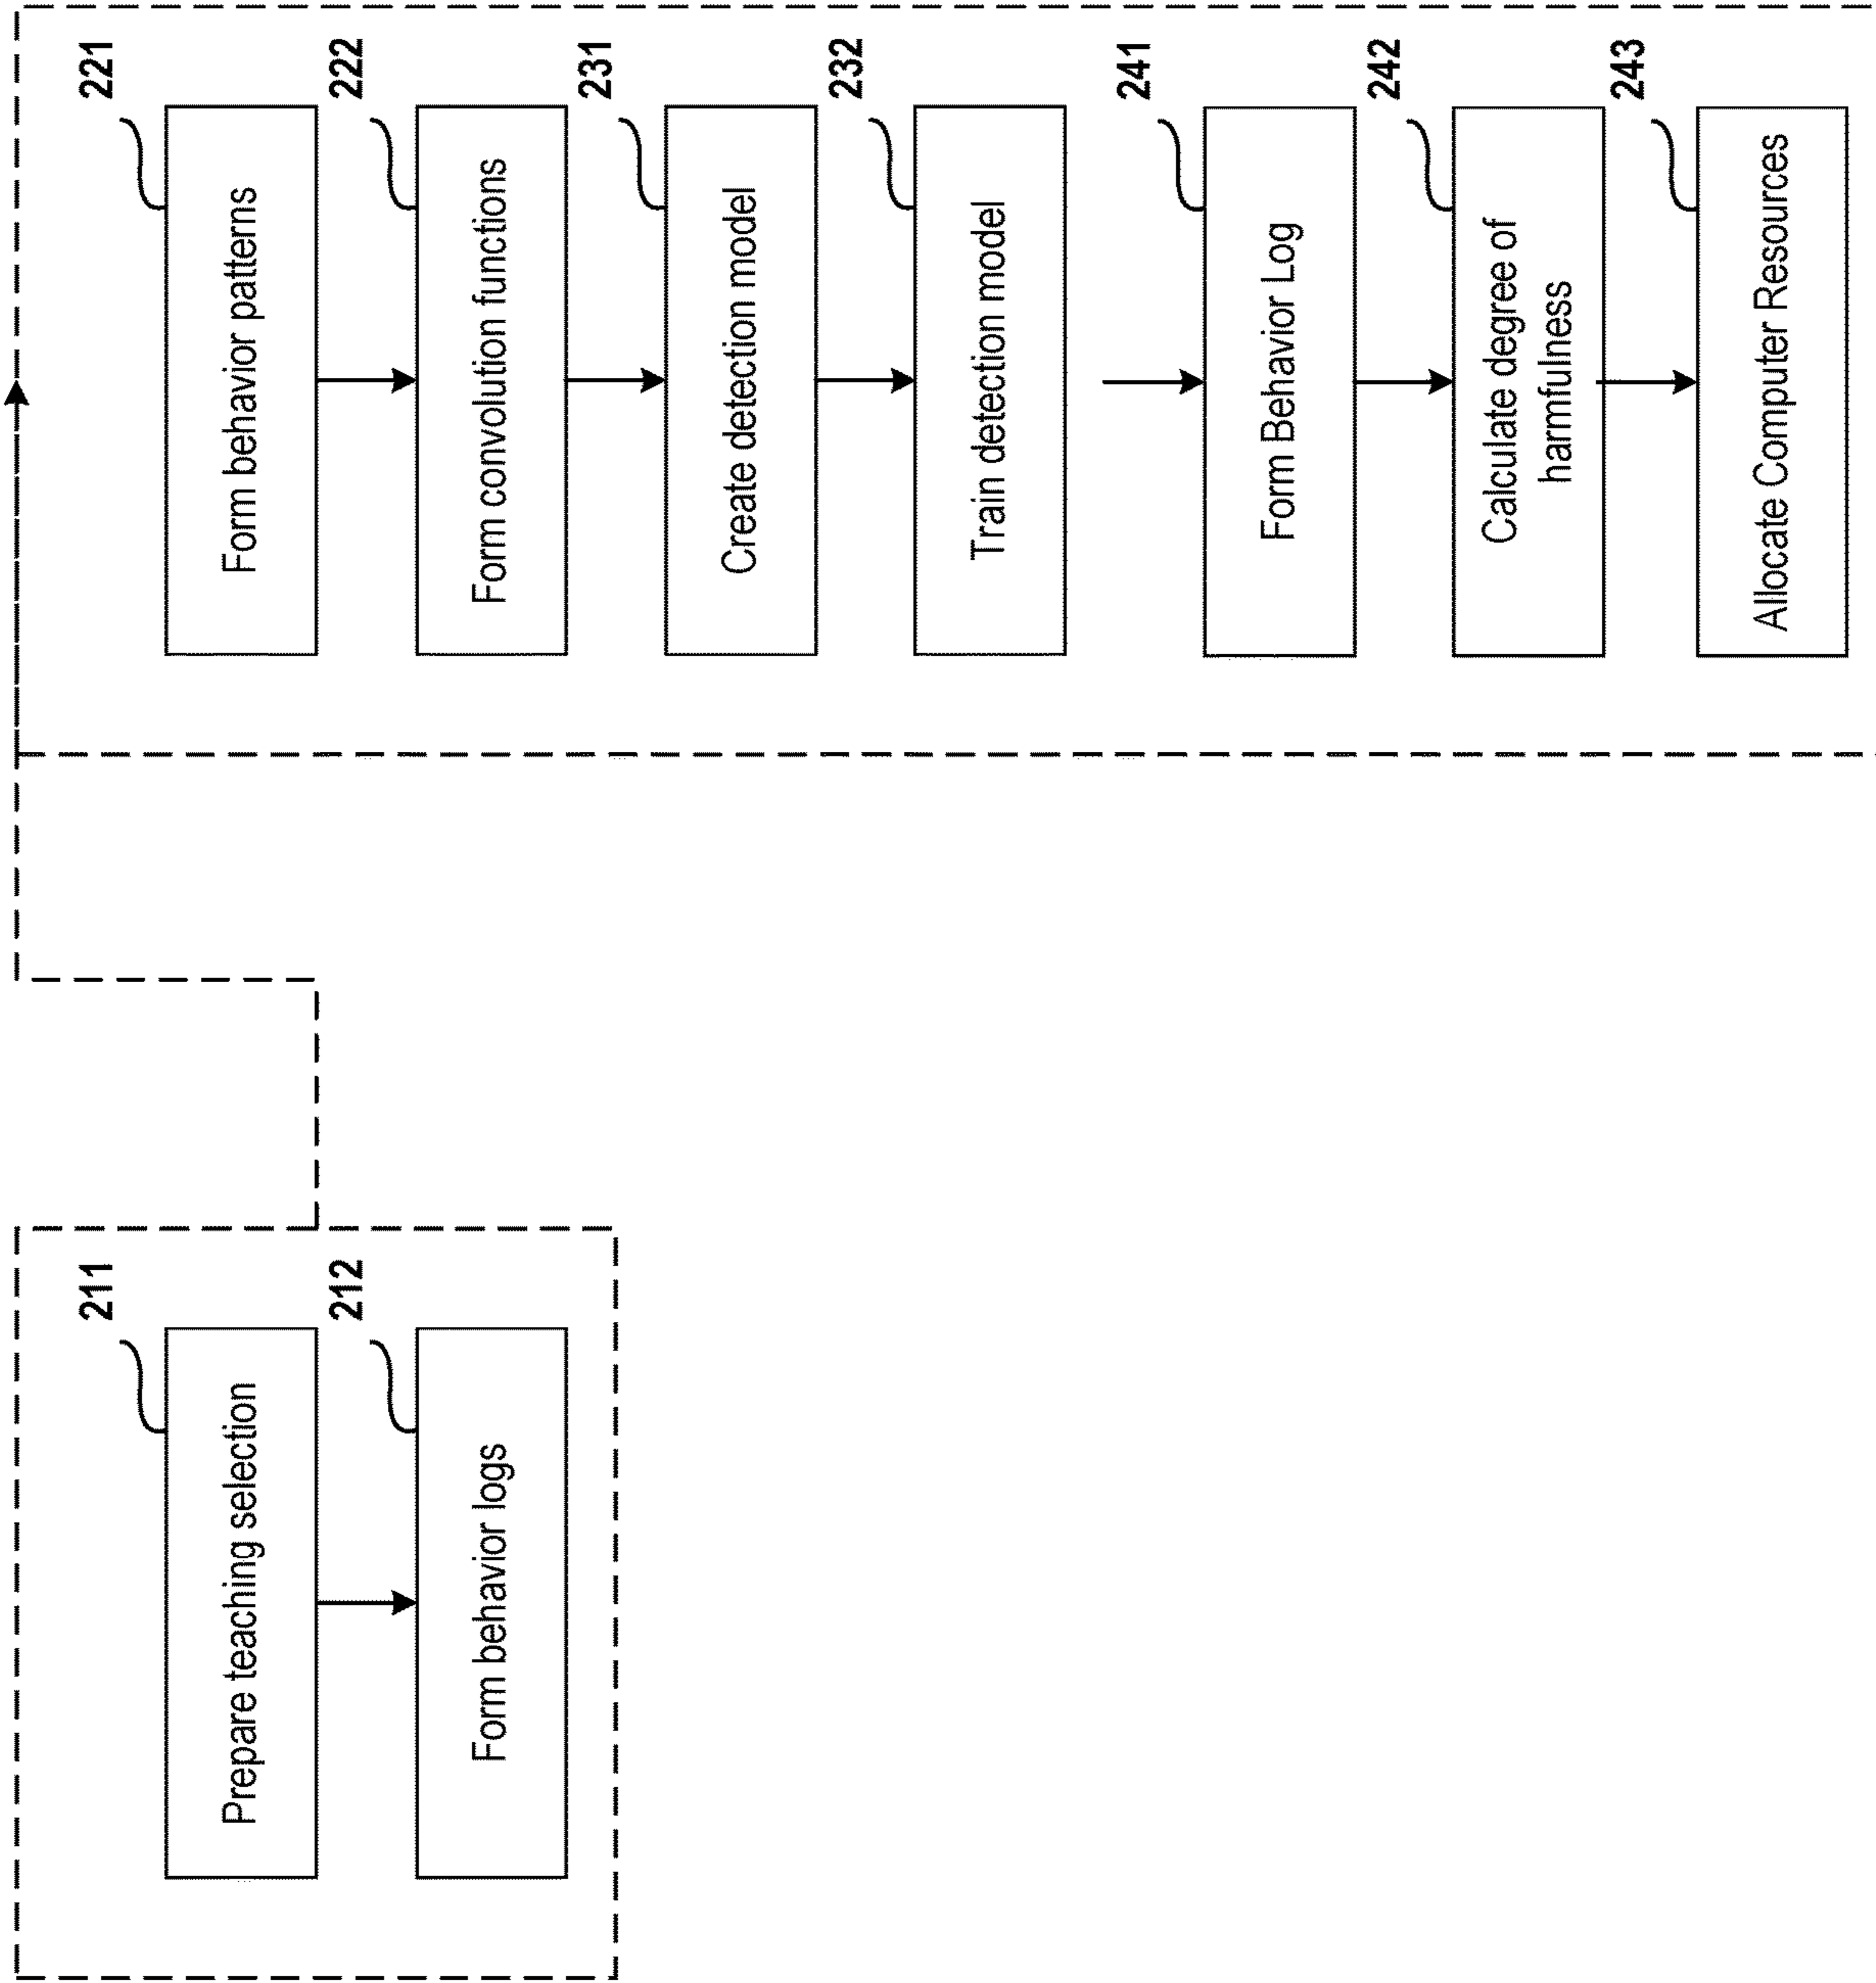 211
Prepare teaching selection
212
Form behavior logs
221
Form behavior patterns
222
Form convolution functions
231
Create detection model
232
Train detection model
241
Form Behavior Log
242
Calculate degree of
harmfulness
243
Allocate Computer Resources